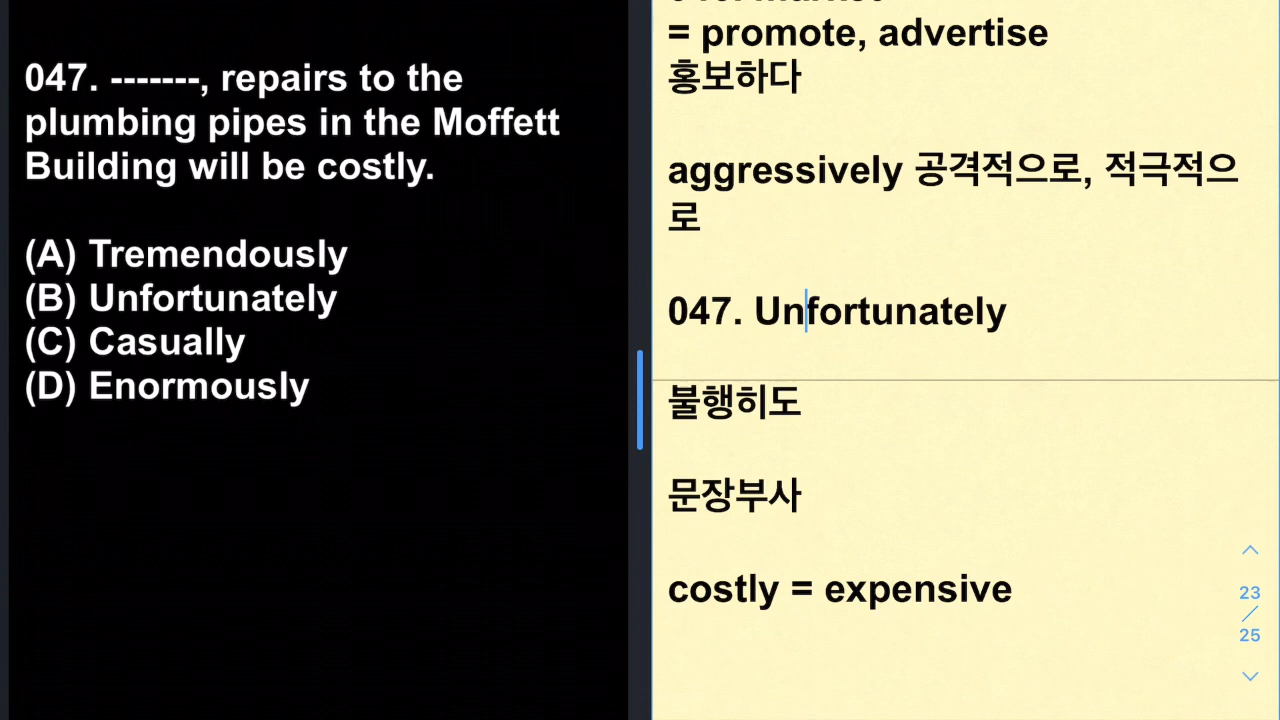 047. -------, repairs to the
plumbing pipes in the Moffett
Building will be costly.
(A) Tremendously
(B) Unfortunately
(C) Casually
(D) Enormously
= promote, advertise
홍보하다
aggressively 공격적으로, 적극적으
로
047. Unfortunately
불행히도
문장부사
costly = expensive
23
/
25